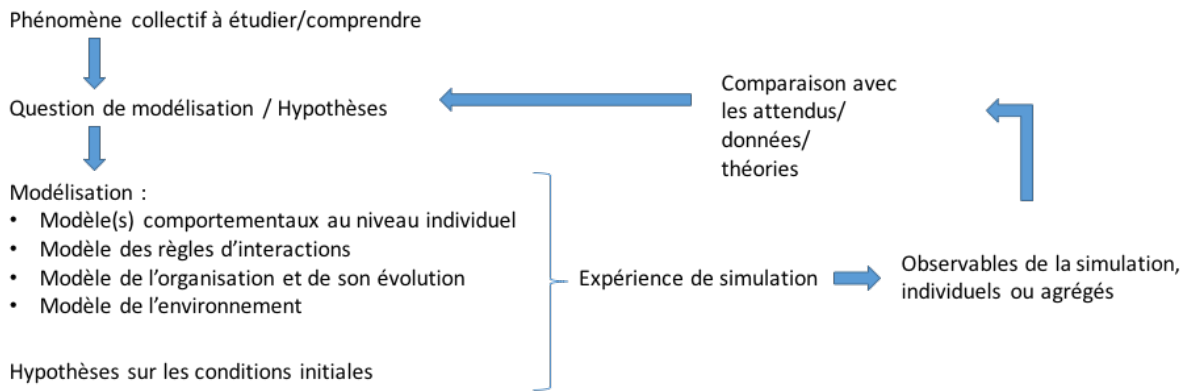 Phénomène collectif à étudier/comprendre
Question de modélisation / Hypothèses
Modélisation :
• Modèle(s) comportementaux au niveau individuel
• Modèle des règles d'interactions
• Modèle de l'organisation et de son évolution
• Modèle de l'environnement
Hypothèses sur les conditions initiales
Expérience de simulation
Observables de la simulation,
individuels ou agrégés
Comparaison avec
les attendus/
données/
théories